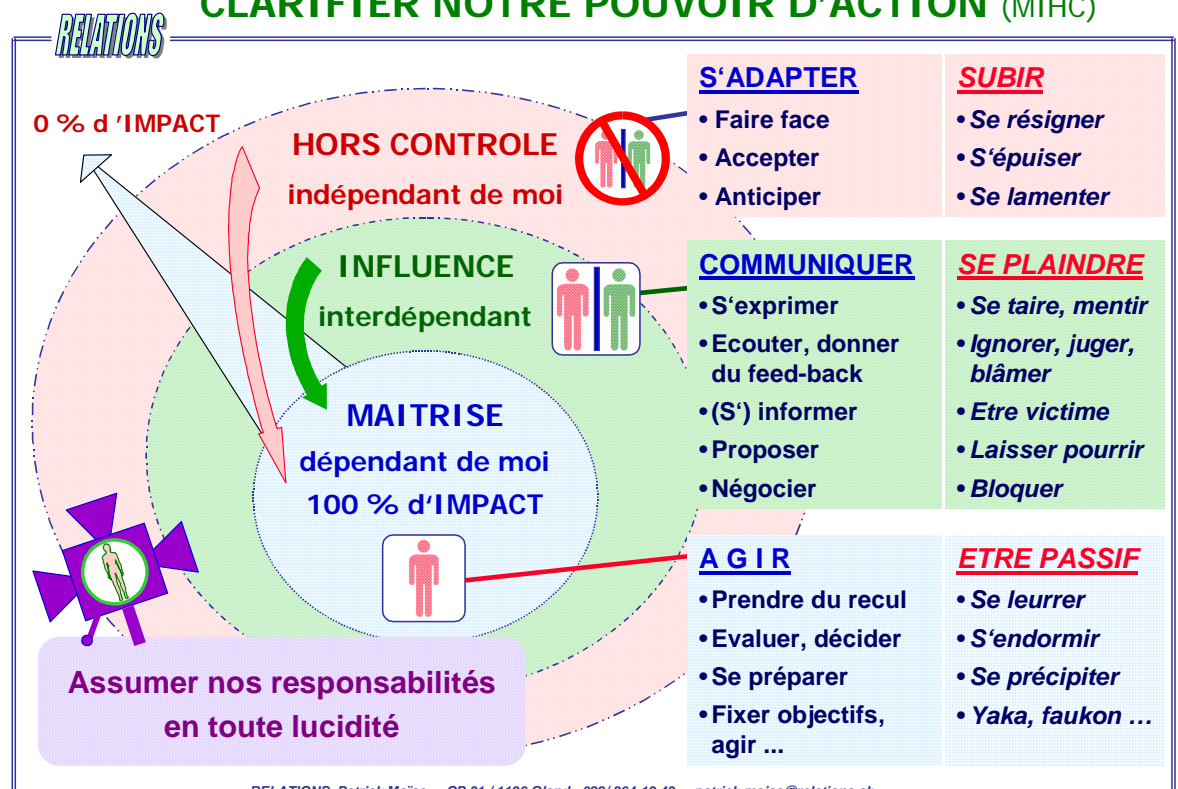 CLARIFIER NOTRE POUVOIR D'ACTION (MIHC)
RELATIONS
0 % d 'IMPACT
HORS CONTROLE
indépendant de moi
INFLUENCE
interdépendant
MAITRISE
dépendant de moi
100 % d'IMPACT
Assumer nos responsabilités
en toute lucidité
S'ADAPTER
• Faire face
• Accepter
• Anticiper
SUBIR
• Se résigner
• S'épuiser
• Se lamenter
COMMUNIQUER
• S'exprimer
• Ecouter, donner
du feed-back
• (S') informer
• Proposer
• Négocier
SE PLAINDRE
• Se taire, mentir
• Ignorer, juger,
blâmer
• Etre victime
• Laisser pourrir
• Bloquer
A G I R
• Prendre du recul
• Evaluer, décider
• Se préparer
• Fixer objectifs,
agir ...
ETRE PASSIF
• Se leurrer
• S'endormir
• Se précipiter
• Yaka, faukon ...
RELATIONS Patrick